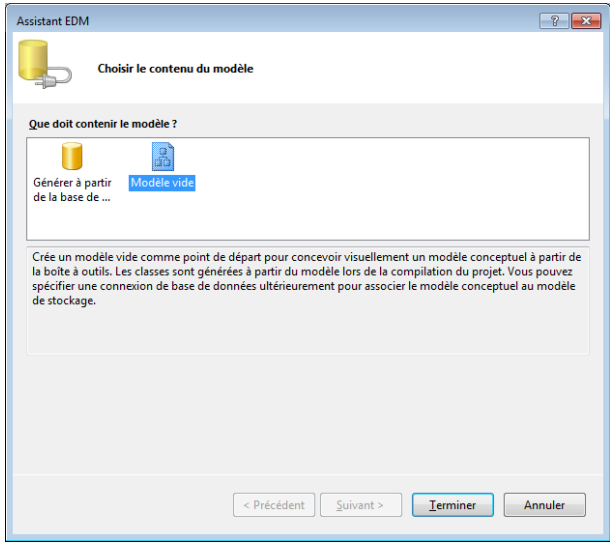 Assistant EDM
Choisir le contenu du modèle
Que doit contenir le modèle ?
Générer à partir
de la base de ...
Modèle vide
Crée un modèle vide comme point de départ pour concevoir visuellement un modèle conceptuel à partir de
la boîte à outils. Les classes sont générées à partir du modèle lors de la compilation du projet. Vous pouvez
spécifier une connexion de base de données ultérieurement pour associer le modèle conceptuel au modèle
de stockage.
< Précédent
Suivant >
Terminer
Annuler